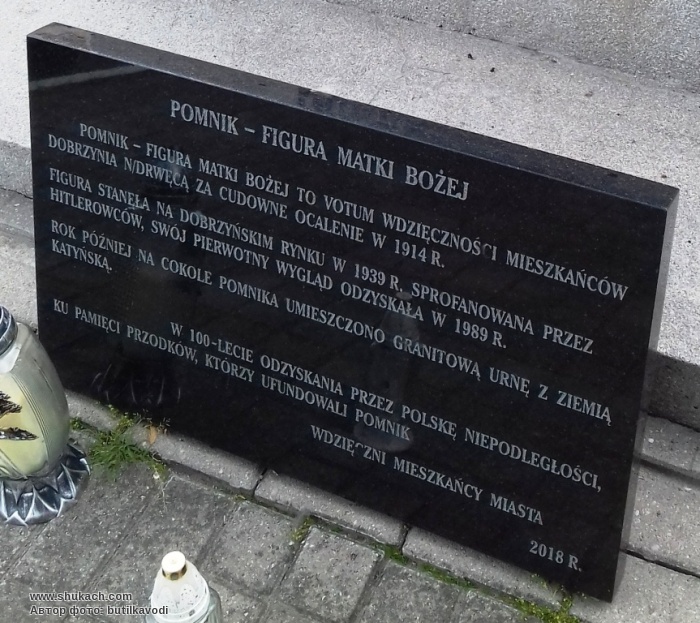 POMNIK – FIGURA MATKI BOŻEJ
POMNIK – FIGURA MATKI BOŻEJ TO VOTUM WDZIĘCZNOŚCI MIESZKAŃCÓW
DOBRZYNIA N/DRWĘCĄ ZA CUDOWNE OCALENIE W 1914 R.
FIGURA STANĘŁA NA DOBRZYŃSKIM RYNKU W 1939 R. SPROFANOWANA PRZEZ
HITLEROWCÓW, SWÓJ PIERWOTNY WYGLĄD ODZYSKAŁA W 1989 R.
ROK PÓŹNIEJ NA COKOLE POMNIKA UMIESZCZONO GRANITOWĄ URNĘ Z ZIEMIĄ
KATYŃSKĄ.
W 100-LECIE ODZYSKANIA PRZEZ POLSKĘ NIEPODLEGŁOŚCI,
KU PAMIĘCI PRZODKÓW, KTÓRZY UFUNDOWALI POMNIK
WDZIĘCZNI MIESZKAŃCY MIASTA
2018 R.
www.shukach.com
Автор фото: butilkavodi